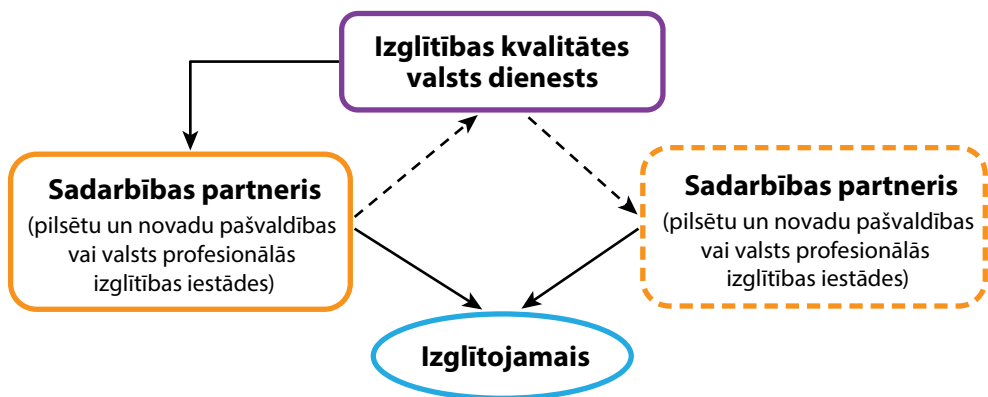 Izglītības kvalitātes
valsts dienests
Sadarbības partneris
(pilsētu un novadu pašvaldības
vai valsts profesionālās
izglītības iestādes)
Sadarbības partneris
(pilsētu un novadu pašvaldības
vai valsts profesionālās
izglītības iestādes)
Izglītojamais